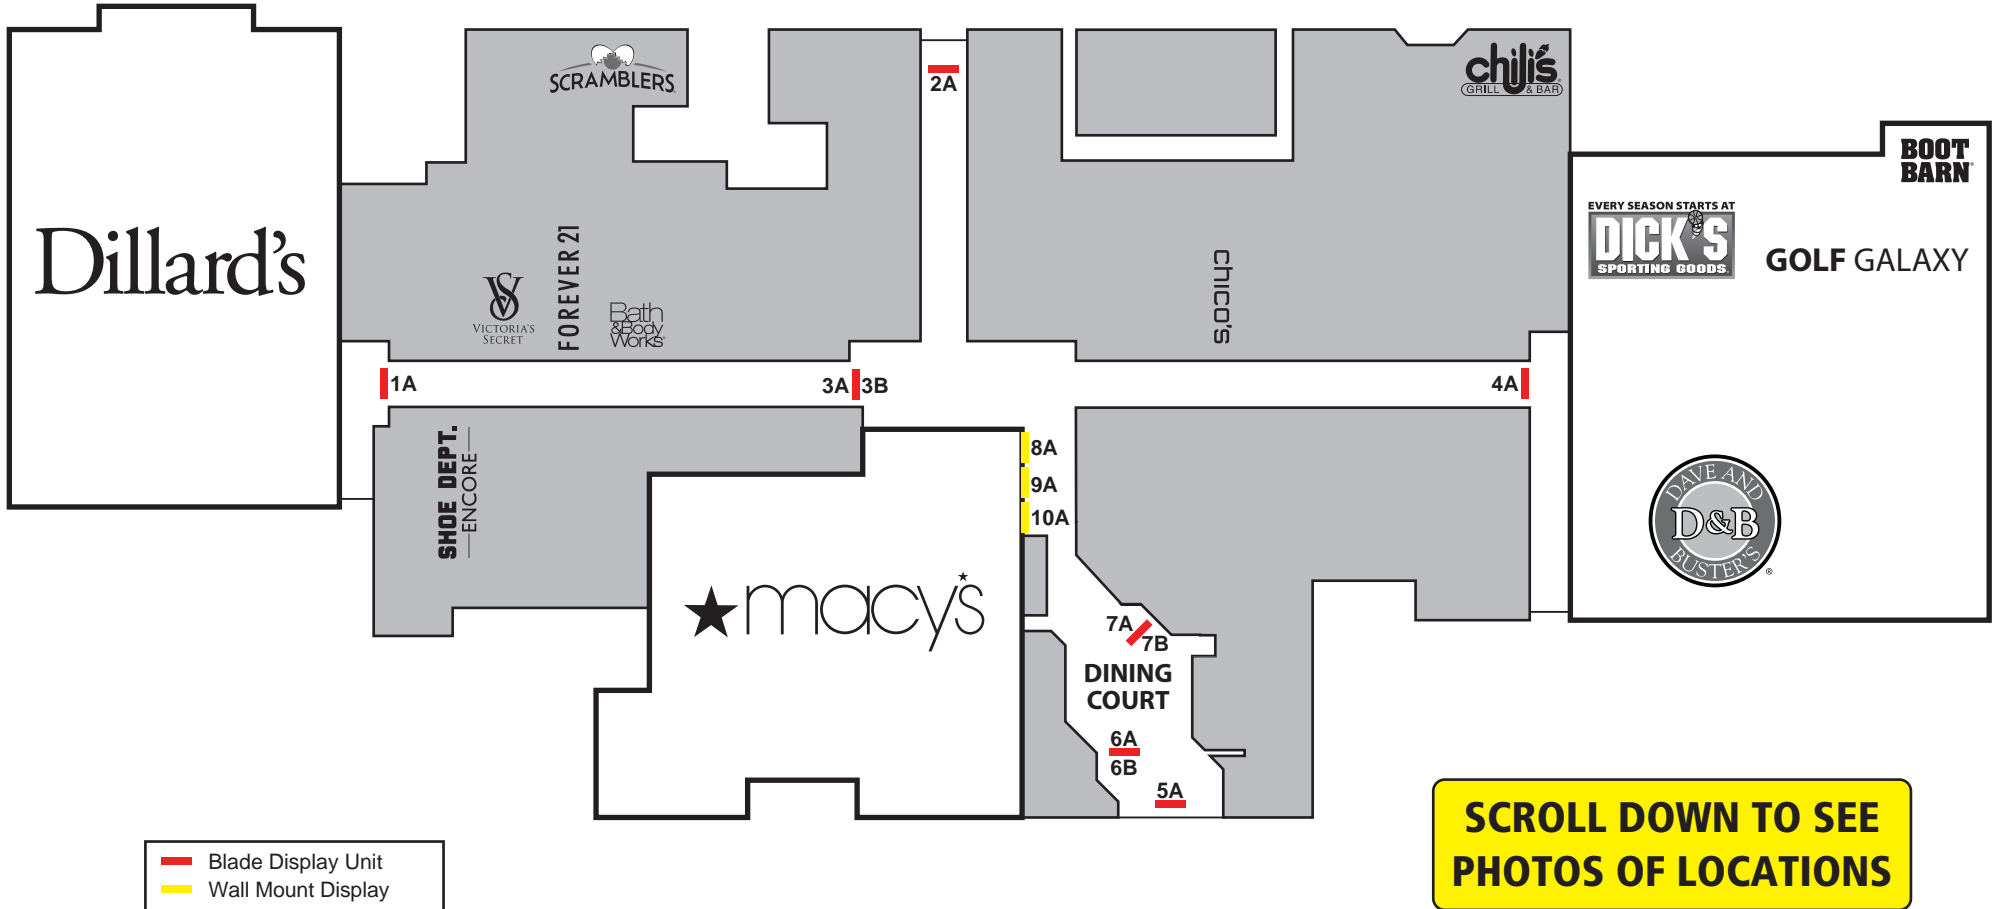 SCRAMBLERS
2A
chili's
GRILL & BAR
BOOT
BARN
EVERY SEASON STARTS AT
DICK'S
SPORTING GOODS
GOLF GALAXY
Dillard's
VS
VICTORIA'S
SECRET
FOREVER 21
Bath
&Body
Works
chico's
1A
3A
3B
4A
SHOE DEPT.
ENCORE
8A
9A
10A
DAVE AND
D&B
BUSTER'S
®
macy's
7A
7B
DINING
COURT
6A
6B
5A
SCROLL DOWN TO SEE
PHOTOS OF LOCATIONS
Blade Display Unit
Wall Mount Display